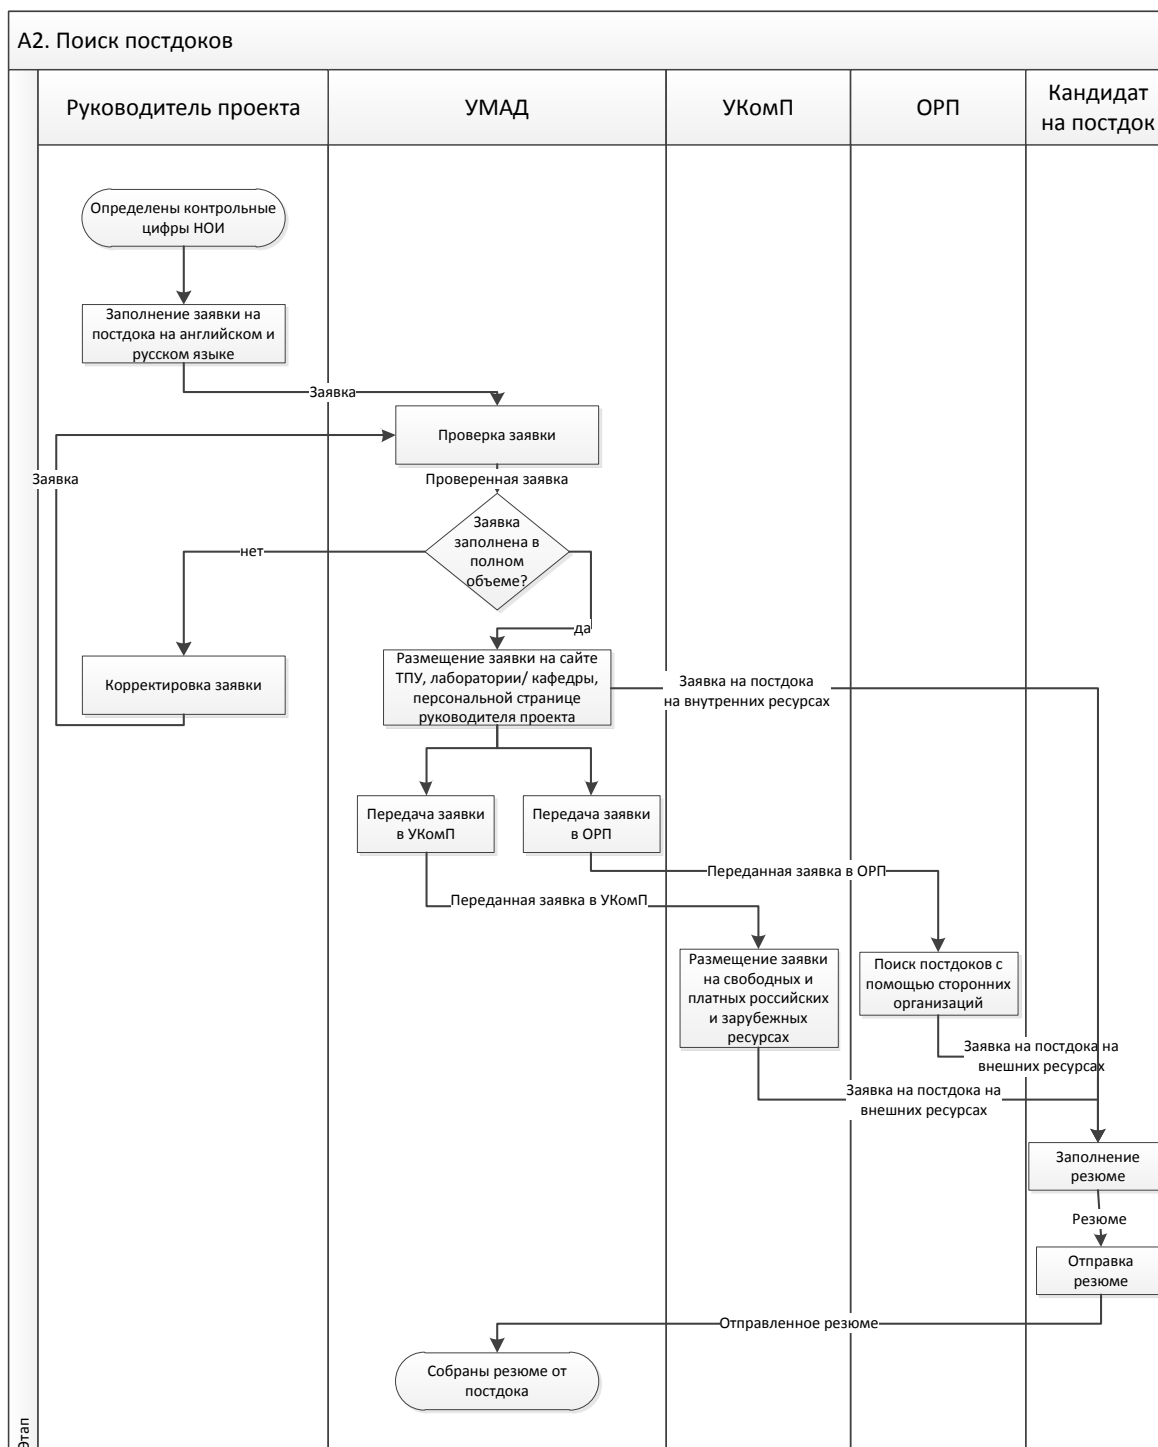 А2. Поиск постдоков
Руководитель проекта
УМАД
УКомП
ОРП
Кандидат
на постдок
Определены контрольные
цифры НОИ
Заполнение заявки на
постдока на английском и
русском языке
Заявка
Проверка заявки
Заявка
Проверенная заявка
Заявка
заполнена в
полном
объеме?
нет
да
Размещение заявки на сайте
ТПУ, лаборатории/ кафедры,
персональной странице
руководителя проекта
Корректировка заявки
Заявка на постдока
на внутренних ресурсах
Передача заявки
в УКомП
Передача заявки
в ОРП
Переданная заявка в ОРП
Переданная заявка в УКомП
Размещение заявки
на свободных и
платных российских
и зарубежных
ресурсах
Поиск постдоков с
помощью сторонних
организаций
Заявка на постдока на
внешних ресурсах
Заявка на постдока на
внешних ресурсах
Заполнение
резюме
Резюме
Отправка
резюме
Отправленное резюме
Собраны резюме от
постдока
Этап